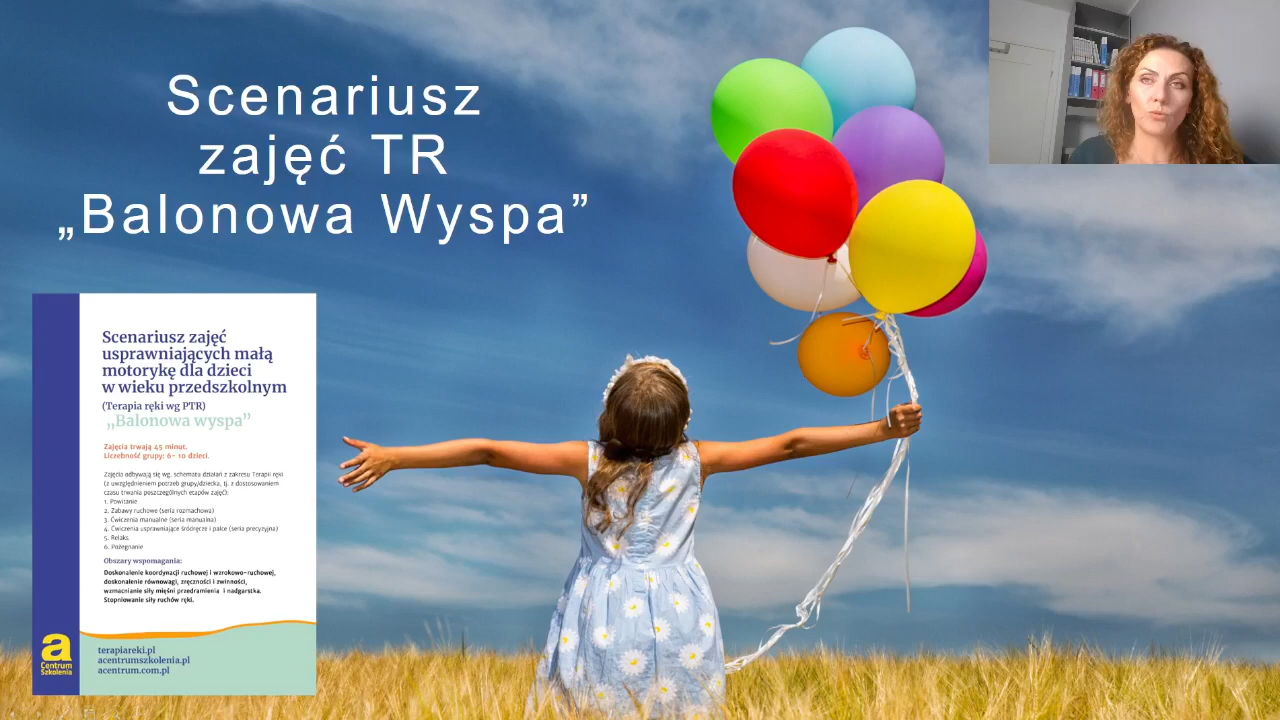 Scenariusz
zajęć TR
„Balonowa Wyspa”
Scenariusz zajęć
usprawniających małą
motorykę dla dzieci
w wieku przedszkolnym
(Terapia ręki wg PTR)
„Balonowa wyspa”
Zajęcia trwają 45 minut.
Liczebność grupy: 6- 10 dzieci.
Zajęcia odbywają się wg. schematu działań z zakresu Terapii ręki
(z uwzględnieniem potrzeb grupy/dziecka, tj. z dostosowaniem
czasu trwania poszczególnych etapów zajęć):
1. Powitanie
2. Zabawy ruchowe (seria rozmachowa)
3. Ćwiczenia manualne (seria manualna)
4. Ćwiczenia usprawniające śródręcze i palce (seria precyzyjna)
5. Relaks
6. Pożegnanie
Obszary wspomagania:
Doskonalenie koordynacji ruchowej i wzrokowo-ruchowej,
doskonalenie równowagi, zręczności i zwinności,
wzmacnianie siły mięśni przedramienia i nadgarstka.
Stopniowanie siły ruchów ręki.
a
Centrum
Szkolenia
terapiareki.pl
acentrumszkolenia.pl
acentrum.com.pl